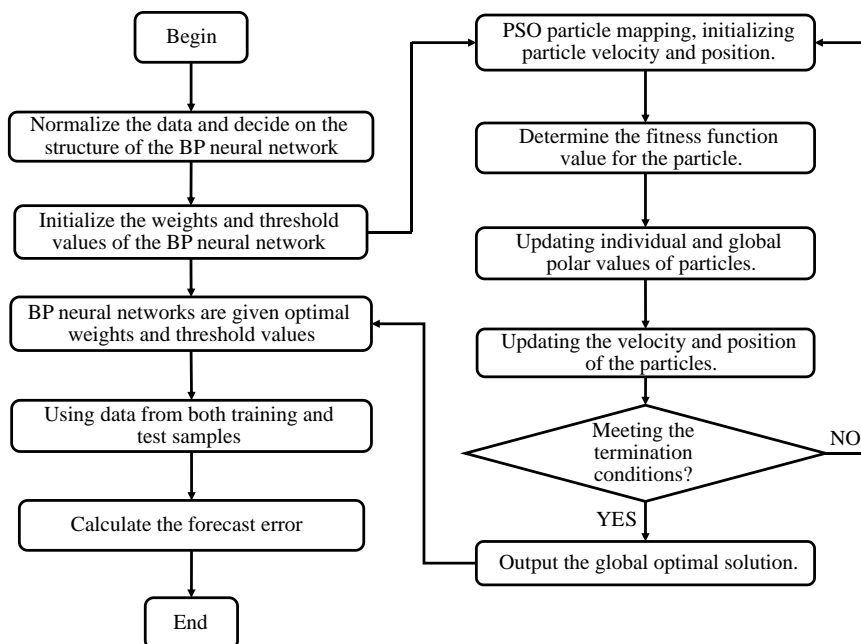 Begin
Normalize the data and decide on the
structure of the BP neural network
Initialize the weights and threshold
values of the BP neural network
BP neural networks are given optimal
weights and threshold values
Using data from both training and
test samples
Calculate the forecast error
End
PSO particle mapping, initializing
particle velocity and position.
Determine the fitness function
value for the particle.
Updating individual and global
polar values of particles.
Updating the velocity and position
of the particles.
Meeting the
termination
conditions?
NO
YES
Output the global optimal solution.